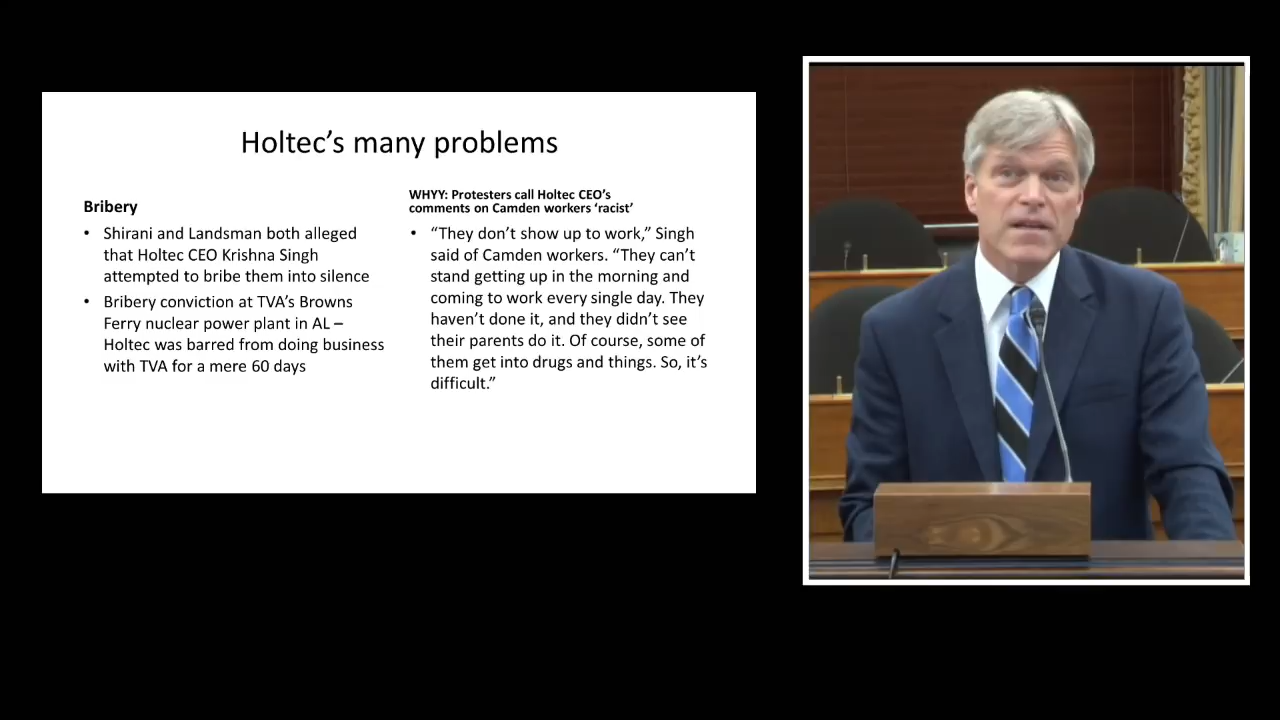 Holtec’s many problems
Bribery
• Shirani and Landsman both alleged
that Holtec CEO Krishna Singh
attempted to bribe them into silence
• Bribery conviction at TVA’s Browns
Ferry nuclear power plant in AL –
Holtec was barred from doing business
with TVA for a mere 60 days
WHYY: Protesters call Holtec CEO’s
comments on Camden workers ‘racist’
• “They don’t show up to work,” Singh
said of Camden workers. “They can’t
stand getting up in the morning and
coming to work every single day. They
haven’t done it, and they didn’t see
their parents do it. Of course, some of
them get into drugs and things. So, it’s
difficult.”